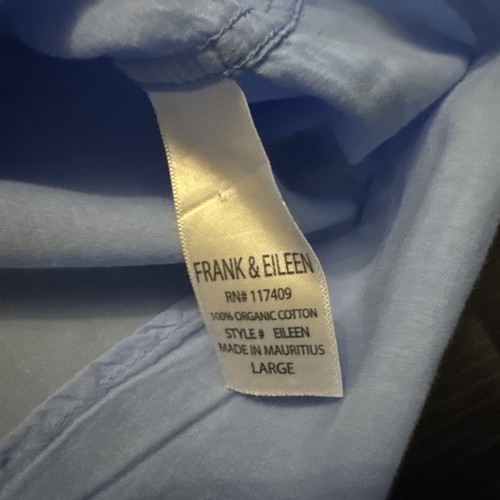 FRANK & EILEEN
RN# 117409
100% ORGANIC COTTON
STYLE # EILEEN
MADE IN MAURITIUS
LARGE